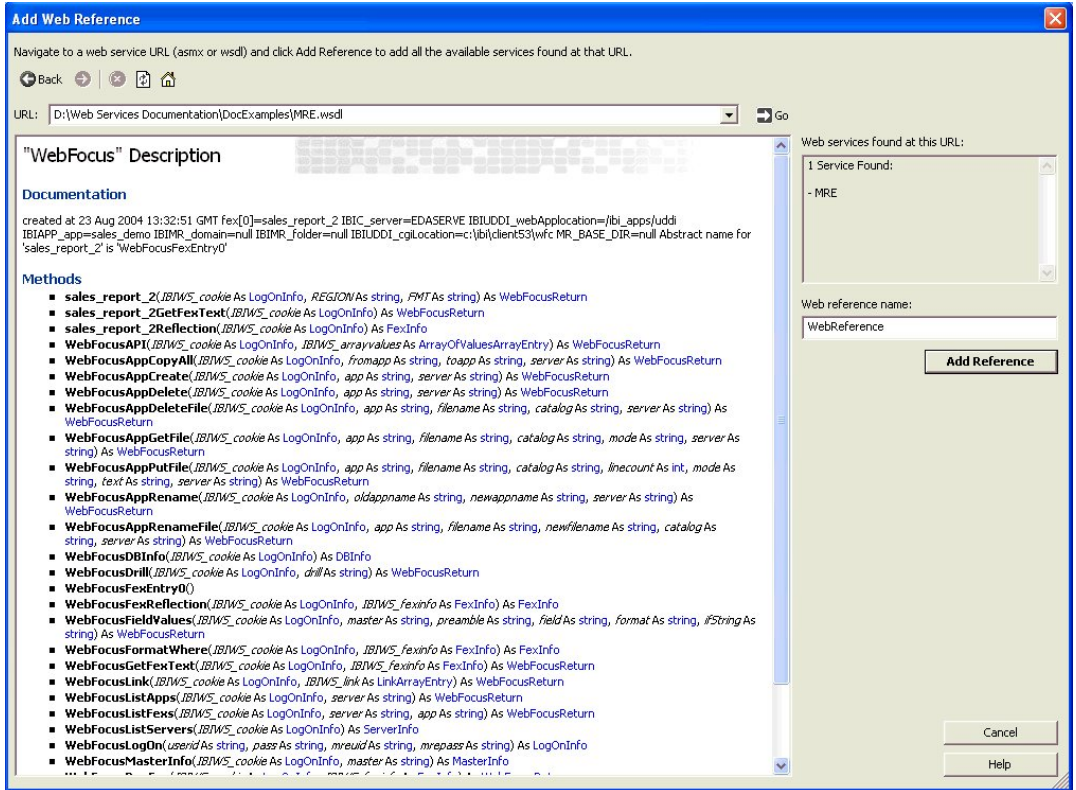 Add Web Reference
Navigate to a web service URL (asmx or wsdl) and click Add Reference to add all the available services found at that URL.
Back
URL: D:\Web Services Documentation\DocExamples\MRE.wsdl Go
"WebFocus" Description
Documentation
created at 23 Aug 2004 13:32:51 GMT fex[0]=sales_report_2 IBIC_server=EDASERVE IBIUDDI_webApplocation=/ibi_apps/uddi
IBIAPP_app=sales_demo IBIMR_domain=null IBIMR_folder=null IBIUDDI_cgiLocation=c:\ibi\client53\wfc MR_BASE_DIR=null Abstract name for
'sales_report_2' is 'WebFocusFexEntry0'
Methods
sales_report_2(IBIWS_cookie As LogOnInfo, REGION As string, FMT As string) As WebFocusReturn
sales_report_2GetFexText(IBIWS_cookie As LogOnInfo) As WebFocusReturn
sales_report_2Reflection(IBIWS_cookie As LogOnInfo) As FexInfo
WebFocusAPI(IBIWS_cookie As LogOnInfo, IBIWS_arrayvalues As ArrayOfValuesArrayEntry) As WebFocusReturn
WebFocusAppCopyAll(IBIWS_cookie As LogOnInfo, fromapp As string, toapp As string, server As string) As WebFocusReturn
WebFocusAppCreate(IBIWS_cookie As LogOnInfo, app As string, server As string) As WebFocusReturn
WebFocusAppDelete(IBIWS_cookie As LogOnInfo, app As string, server As string) As WebFocusReturn
WebFocusAppDeleteFile(IBIWS_cookie As LogOnInfo, app As string, filename As string, catalog As string, server As string) As
WebFocusReturn
WebFocusAppGetFile(IBIWS_cookie As LogOnInfo, app As string, filename As string, catalog As string, mode As string, server As
string) As WebFocusReturn
WebFocusAppPutFile(IBIWS_cookie As LogOnInfo, app As string, filename As string, catalog As string, linecount As int, mode As
string, text As string, server As string) As WebFocusReturn
WebFocusAppRename(IBIWS_cookie As LogOnInfo, oldappname As string, newappname As string, server As string) As
WebFocusReturn
WebFocusAppRenameFile(IBIWS_cookie As LogOnInfo, app As string, filename As string, newfilename As string, catalog As
string, server As string) As WebFocusReturn
WebFocusDBInfo(IBIWS_cookie As LogOnInfo) As DBInfo
WebFocusDrill(IBIWS_cookie As LogOnInfo, drill As string) As WebFocusReturn
WebFocusFexEntry0()
WebFocusFexReflection(IBIWS_cookie As LogOnInfo, IBIWS_fexinfo As FexInfo) As FexInfo
WebFocusFieldValues(IBIWS_cookie As LogOnInfo, master As string, preamble As string, field As string, format As string, ifString As
string) As WebFocusReturn
WebFocusFormatWhere(IBIWS_cookie As LogOnInfo, IBIWS_fexinfo As FexInfo) As FexInfo
WebFocusGetFexText(IBIWS_cookie As LogOnInfo, IBIWS_fexinfo As FexInfo) As WebFocusReturn
WebFocusLink(IBIWS_cookie As LogOnInfo, IBIWS_link As LinkArrayEntry) As WebFocusReturn
WebFocusListApps(IBIWS_cookie As LogOnInfo, server As string) As WebFocusReturn
WebFocusListFexs(IBIWS_cookie As LogOnInfo, server As string, app As string) As WebFocusReturn
WebFocusListServers(IBIWS_cookie As LogOnInfo) As ServerInfo
WebFocusLogOn(userid As string, pass As string, mreuid As string, mrepass As string) As LogOnInfo
WebFocusMasterInfo(IBIWS_cookie As LogOnInfo, master As string) As MasterInfo
Web services found at this URL:
1 Service Found:
- MRE
Web reference name:
WebReference
Add Reference
Cancel
Help